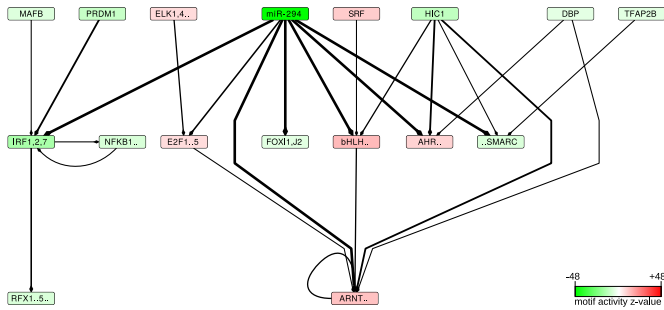 MAFB PRDM1 ELK1,4.. miR-294 SRF HIC1 DBP TFAP2B
IRF1,2,7 NFKB1.. E2F1..5 FOXI1,J2 bHLH.. AHR.. ..SMARC
-48 +48
motif activity z-value
RFX1..5.. ARNT..